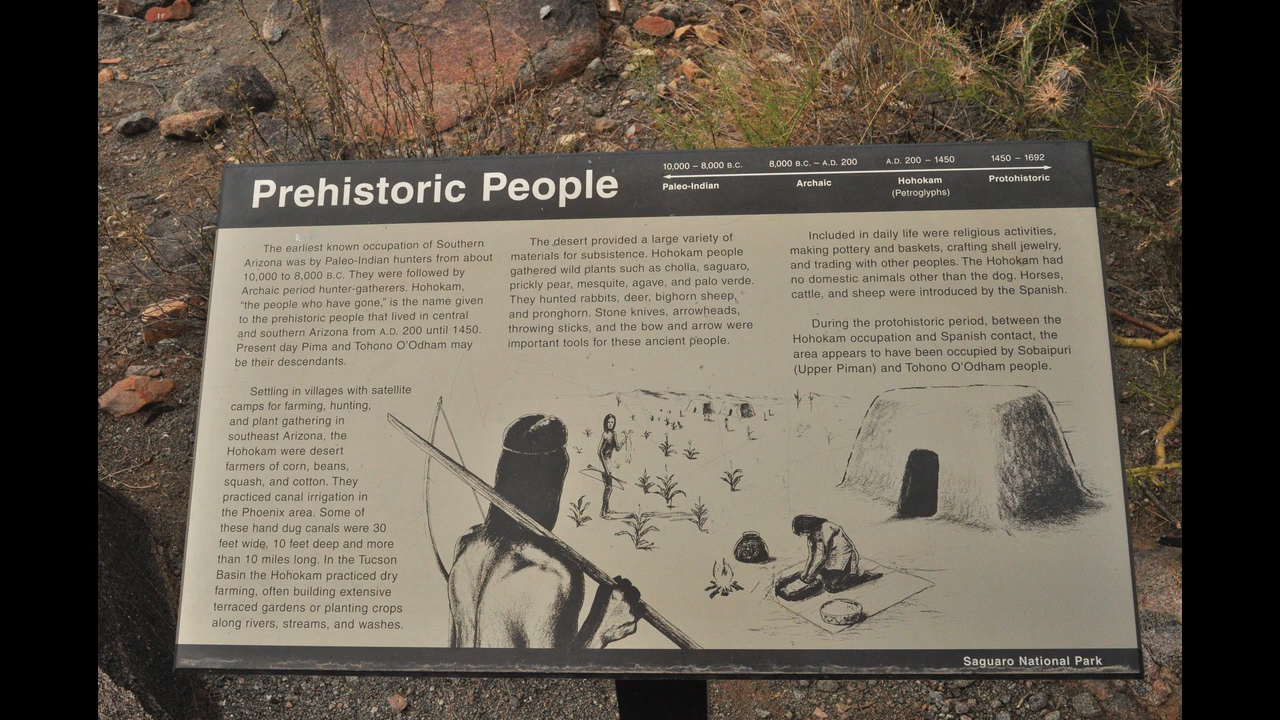 Prehistoric People
10,000 – 8,000 B.C.
8,000 B.C. – A.D. 200
A.D. 200 – 1450
1450 – 1692
Paleo-Indian
Archaic
Hohokam
(Petroglyphs)
Protohistoric
The earliest known occupation of Southern
Arizona was by Paleo-Indian hunters from about
10,000 to 8,000 B.C. They were followed by
Archaic period hunter-gatherers. Hohokam,
“the people who have gone,” is the name given
to the prehistoric people that lived in central
and southern Arizona from A.D. 200 until 1450.
Present day Pima and Tohono O’Odham may
be their descendants.
Settling in villages with satellite
camps for farming, hunting,
and plant gathering in
southeast Arizona, the
Hohokam were desert
farmers of corn, beans,
squash, and cotton. They
practiced canal irrigation in
the Phoenix area. Some of
these hand dug canals were 30
feet wide, 10 feet deep and more
than 10 miles long. In the Tucson
Basin the Hohokam practiced dry
farming, often building extensive
terraced gardens or planting crops
along rivers, streams, and washes.
The desert provided a large variety of
materials for subsistence. Hohokam people
gathered wild plants such as cholla, saguaro,
prickly pear, mesquite, agave, and palo verde.
They hunted rabbits, deer, bighorn sheep,
and pronghorn. Stone knives, arrowheads,
throwing sticks, and the bow and arrow were
important tools for these ancient people.
Included in daily life were religious activities,
making pottery and baskets, crafting shell jewelry,
and trading with other peoples. The Hohokam had
no domestic animals other than the dog. Horses,
cattle, and sheep were introduced by the Spanish.
During the protohistoric period, between the
Hohokam occupation and Spanish contact, the
area appears to have been occupied by Sobaipuri
(Upper Piman) and Tohono O’Odham people.
Saguaro National Park